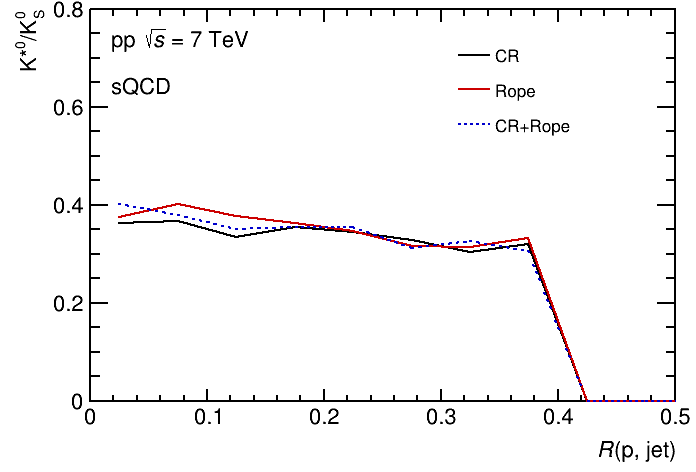 K*⁰/K⁰_S
pp √s = 7 TeV
sQCD
CR
Rope
CR+Rope
0.8
0.6
0.4
0.2
0
0 0.1 0.2 0.3 0.4 0.5
R(p, jet)